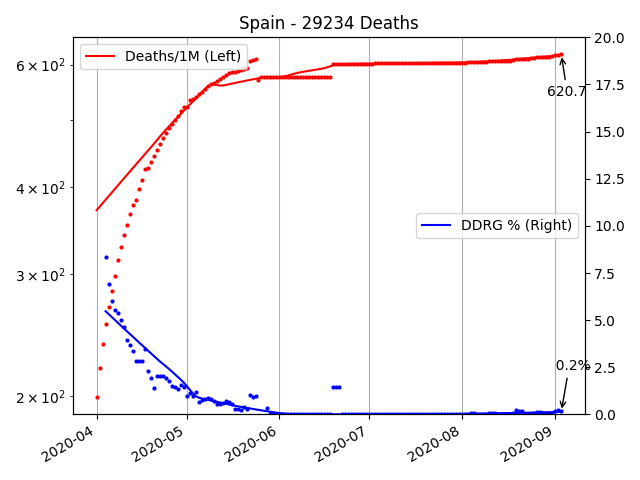 Spain - 29234 Deaths
Deaths/1M (Left)
DDRG % (Right)
620.7
0.2%
6 × 10²
4 × 10²
3 × 10²
2 × 10²
20.0
17.5
15.0
12.5
10.0
7.5
5.0
2.5
0.0
2020-04
2020-05
2020-06
2020-07
2020-08
2020-09